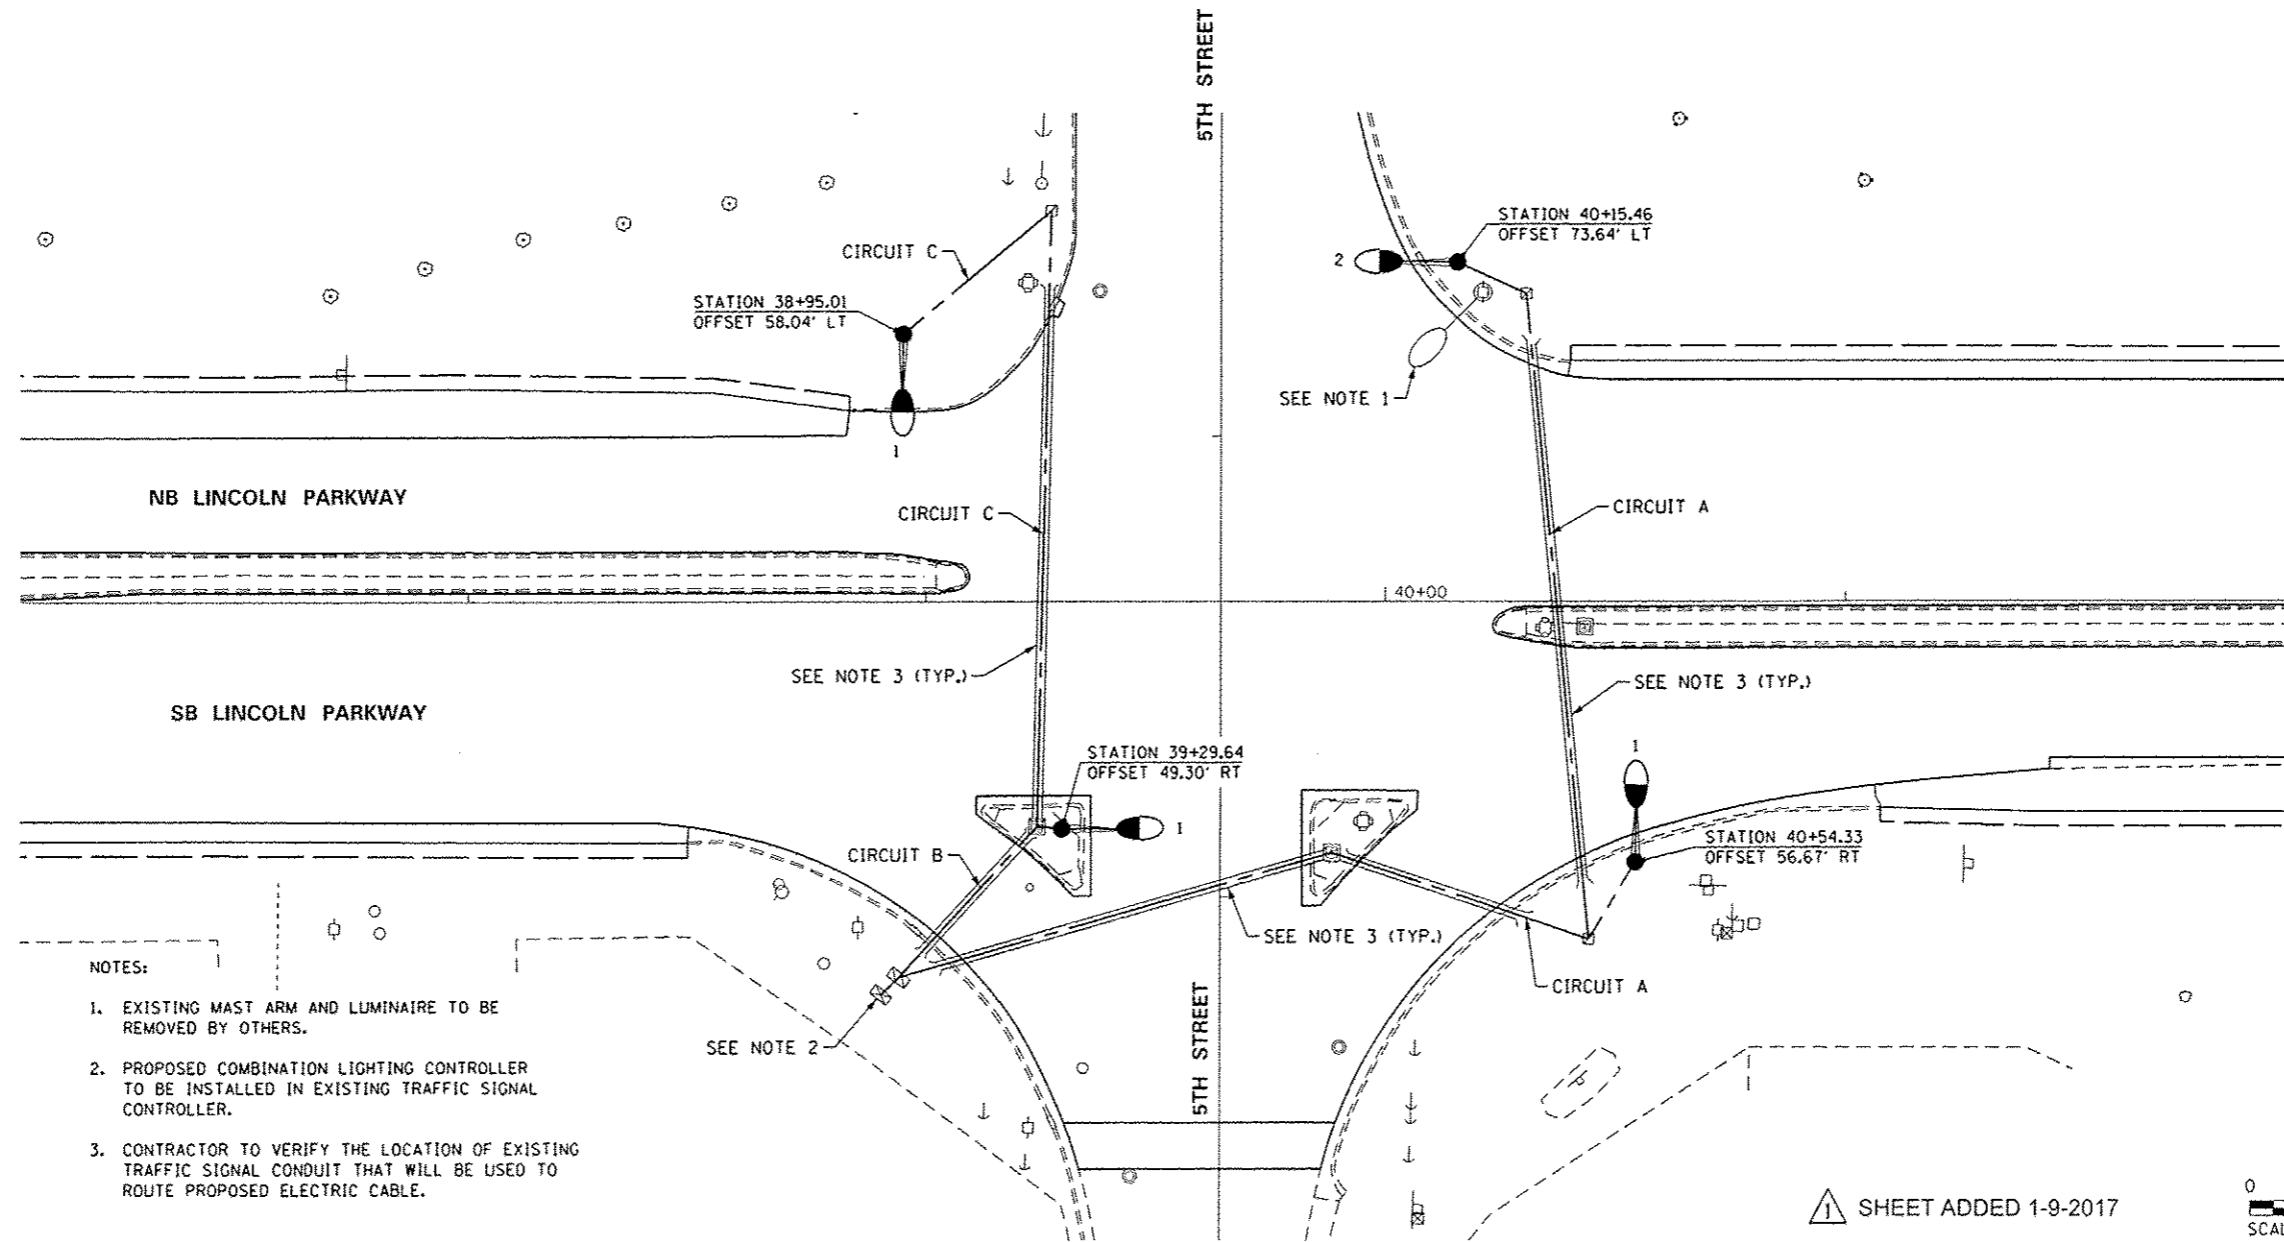 5TH STREET
STATION 40+15.46
OFFSET 73.64' LT
2
CIRCUIT C
STATION 38+95.01
OFFSET 58.04' LT
SEE NOTE 1
1
NB LINCOLN PARKWAY
CIRCUIT C
CIRCUIT A
40+00
SEE NOTE 3 (TYP.)
SEE NOTE 3 (TYP.)
SB LINCOLN PARKWAY
STATION 39+29.64
OFFSET 49.30' RT
1
1
STATION 40+54.33
OFFSET 56.67' RT
CIRCUIT B
SEE NOTE 3 (TYP.)
CIRCUIT A
5TH STREET
SEE NOTE 2
NOTES:
1. EXISTING MAST ARM AND LUMINAIRE TO BE
REMOVED BY OTHERS.
2. PROPOSED COMBINATION LIGHTING CONTROLLER
TO BE INSTALLED IN EXISTING TRAFFIC SIGNAL
CONTROLLER.
3. CONTRACTOR TO VERIFY THE LOCATION OF EXISTING
TRAFFIC SIGNAL CONDUIT THAT WILL BE USED TO
ROUTE PROPOSED ELECTRIC CABLE.
1 SHEET ADDED 1-9-2017
0